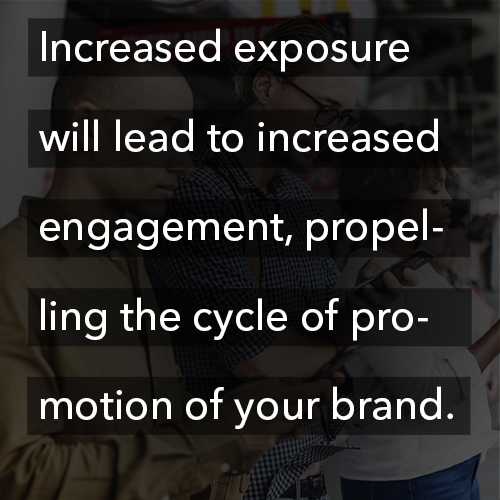 Increased exposure
will lead to increased
engagement, propel-
ling the cycle of pro-
motion of your brand.